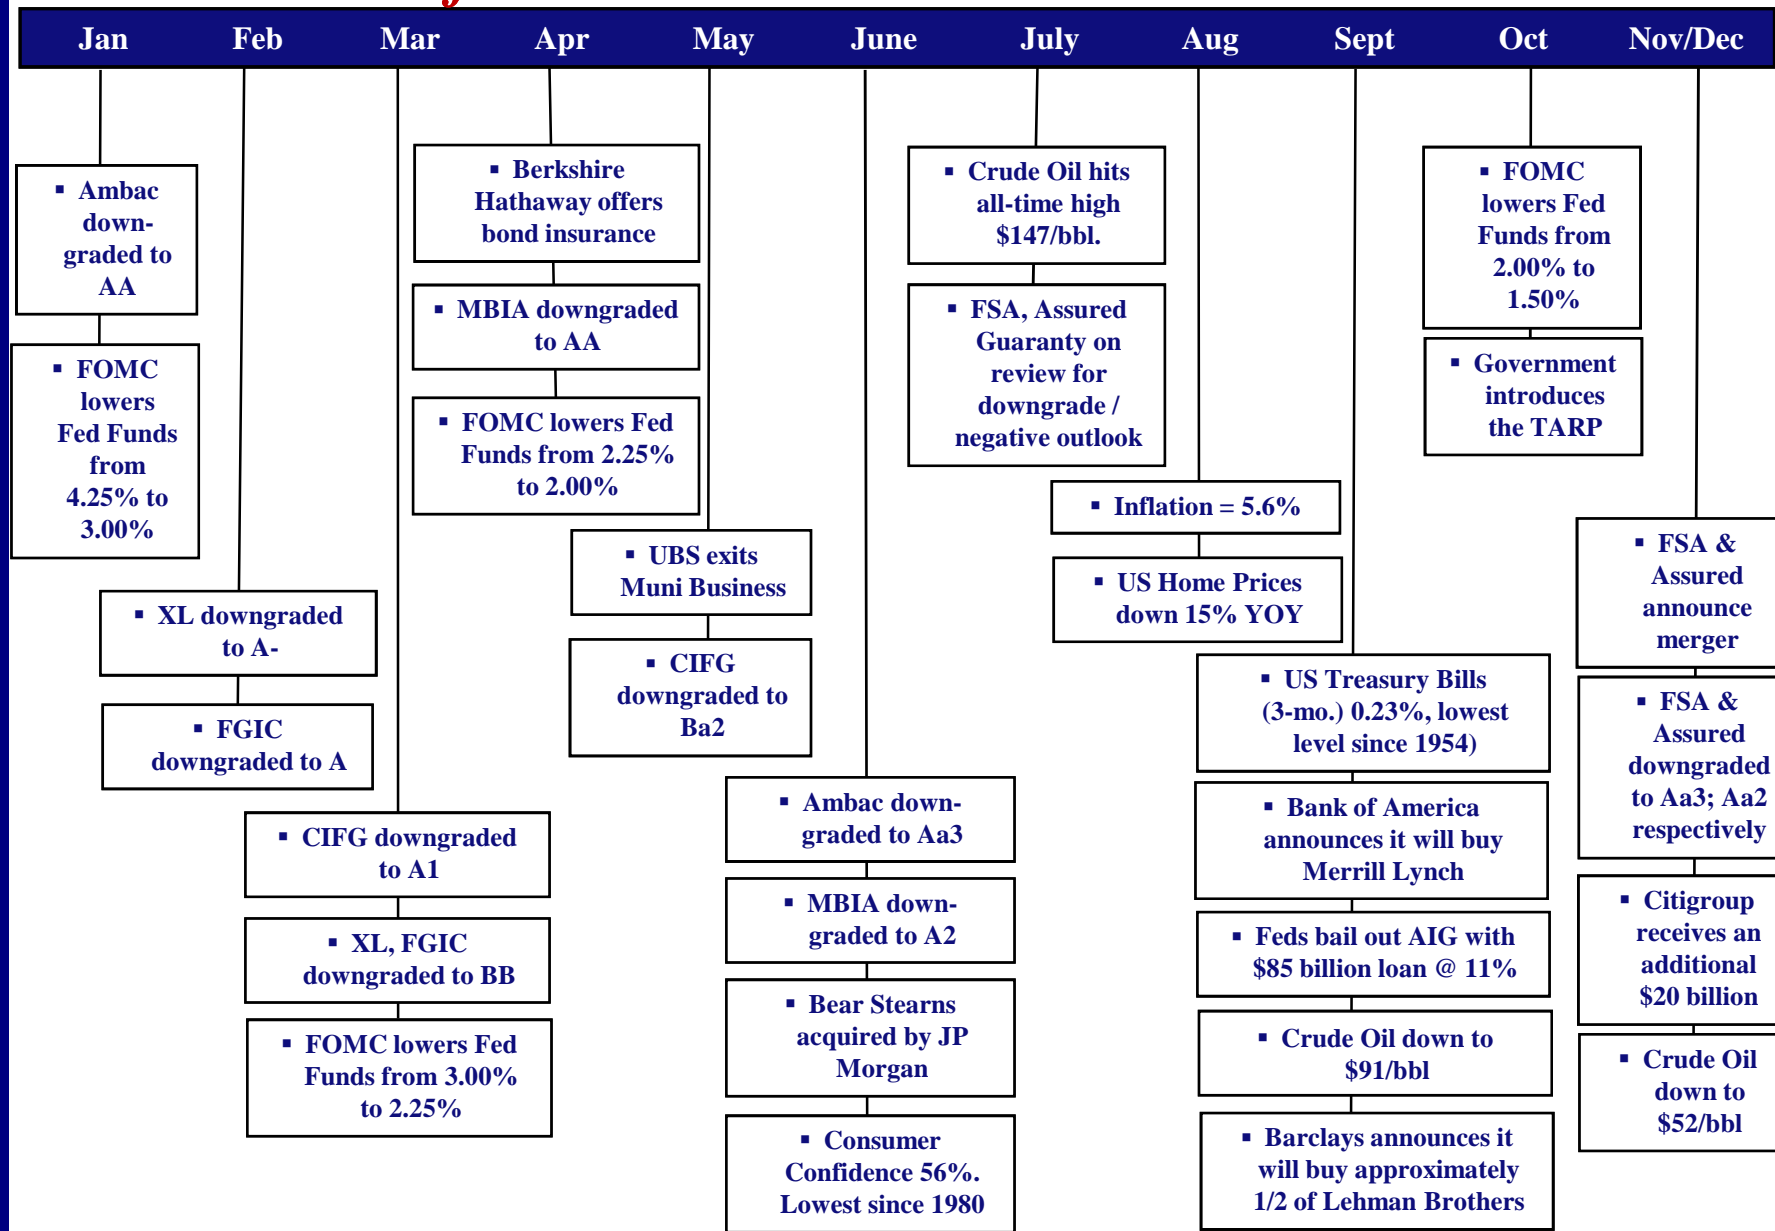 Jan Feb Mar Apr May June July Aug Sept Oct Nov/Dec
▪ Ambac
down-
graded to
AA
▪ FOMC
lowers
Fed Funds
from
4.25% to
3.00%
▪ XL downgraded
to A-
▪ FGIC
downgraded to A
▪ CIFG downgraded
to A1
▪ XL, FGIC
downgraded to BB
▪ FOMC lowers Fed
Funds from 3.00%
to 2.25%
▪ Berkshire
Hathaway offers
bond insurance
▪ MBIA downgraded
to AA
▪ FOMC lowers Fed
Funds from 2.25%
to 2.00%
▪ UBS exits
Muni Business
▪ CIFG
downgraded to
Ba2
▪ Ambac down-
graded to Aa3
▪ MBIA down-
graded to A2
▪ Bear Stearns
acquired by JP
Morgan
▪ Consumer
Confidence 56%.
Lowest since 1980
▪ Crude Oil hits
all-time high
$147/bbl.
▪ FSA, Assured
Guaranty on
review for
downgrade /
negative outlook
▪ Inflation = 5.6%
▪ US Home Prices
down 15% YOY
▪ US Treasury Bills
(3-mo.) 0.23%, lowest
level since 1954)
▪ Bank of America
announces it will buy
Merrill Lynch
▪ Feds bail out AIG with
$85 billion loan @ 11%
▪ Crude Oil down to
$91/bbl
▪ Barclays announces it
will buy approximately
1/2 of Lehman Brothers
▪ FOMC
lowers Fed
Funds from
2.00% to
1.50%
▪ Government
introduces
the TARP
▪ FSA &
Assured
announce
merger
▪ FSA &
Assured
downgraded
to Aa3; Aa2
respectively
▪ Citigroup
receives an
additional
$20 billion
▪ Crude Oil
down to
$52/bbl